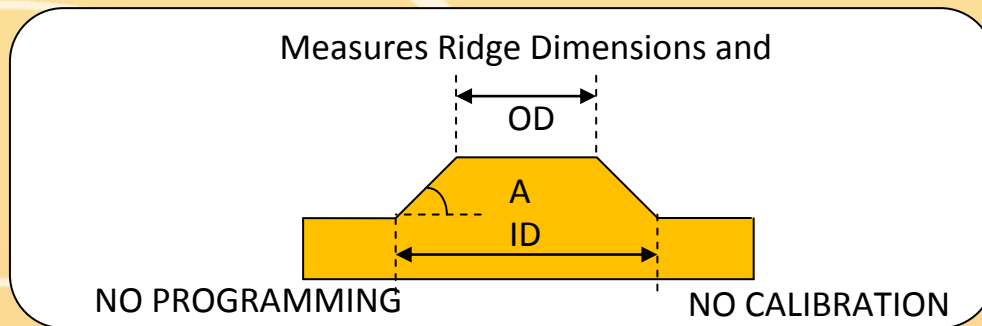 Measures Ridge Dimensions and
OD
A
ID
NO PROGRAMMING
NO CALIBRATION